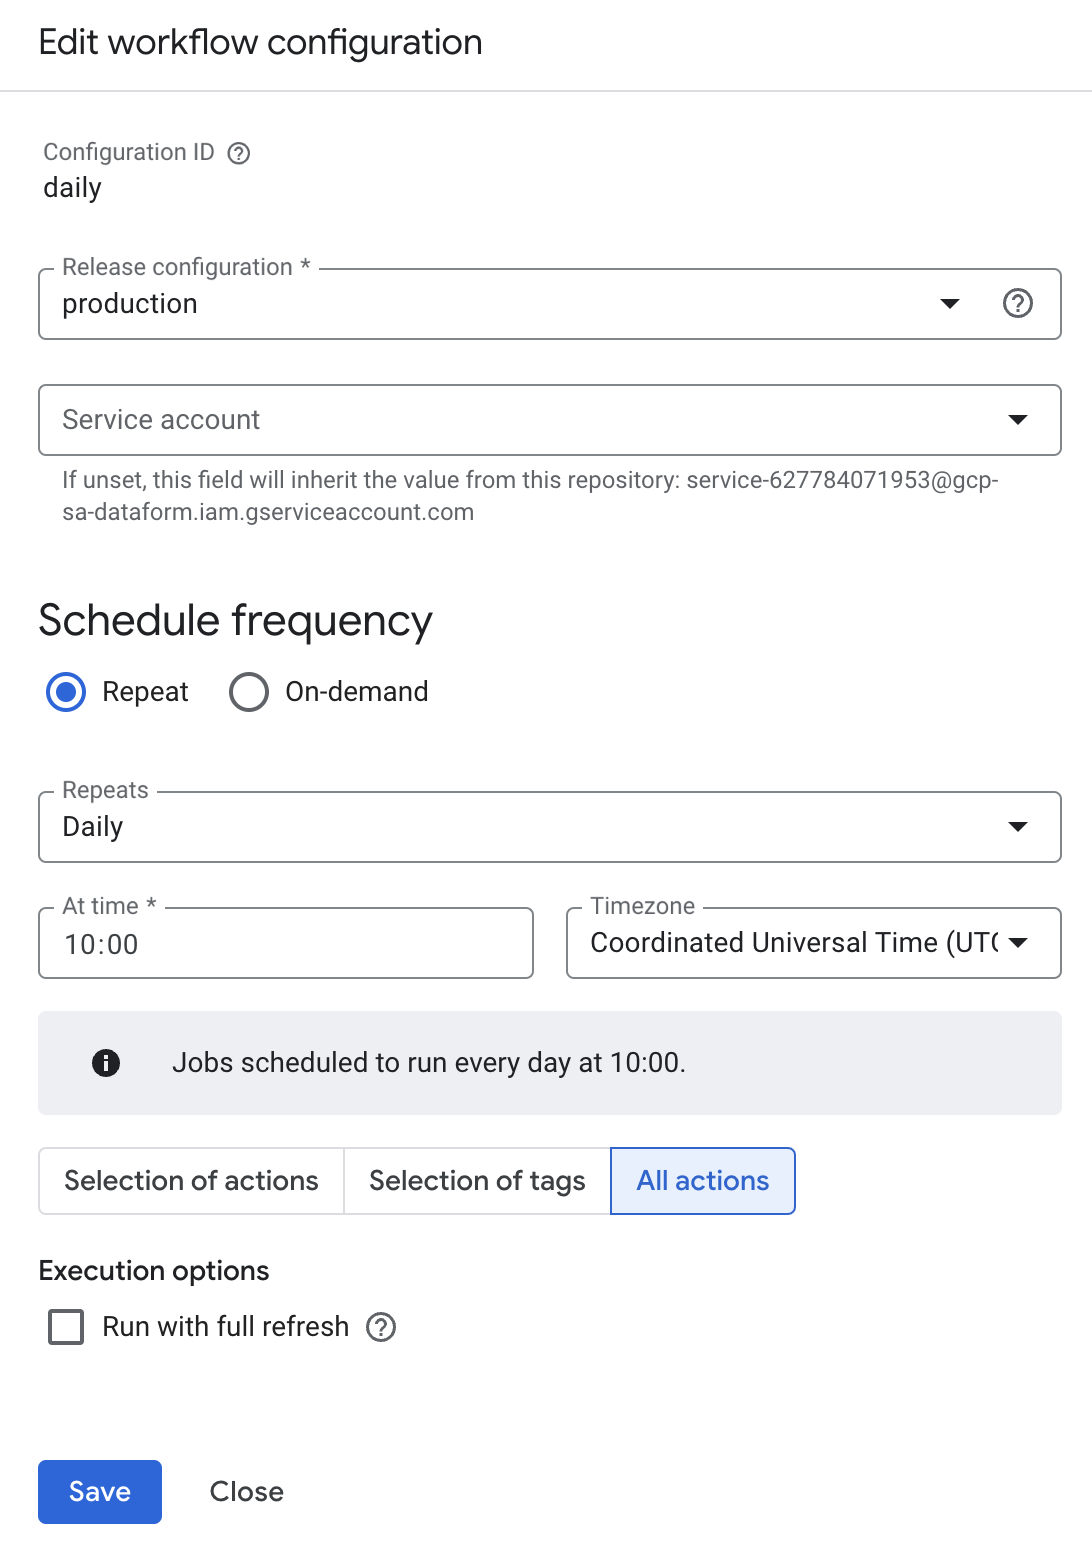 Edit workflow configuration
Configuration ID
daily
Release configuration *
production
Service account
If unset, this field will inherit the value from this repository: service-627784071953@gcp-
sa-dataform.iam.gserviceaccount.com
Schedule frequency
Repeat On-demand
Repeats
Daily
At time * Timezone
10:00 Coordinated Universal Time (UTC
Jobs scheduled to run every day at 10:00.
Selection of actions Selection of tags All actions
Execution options
Run with full refresh
Save Close